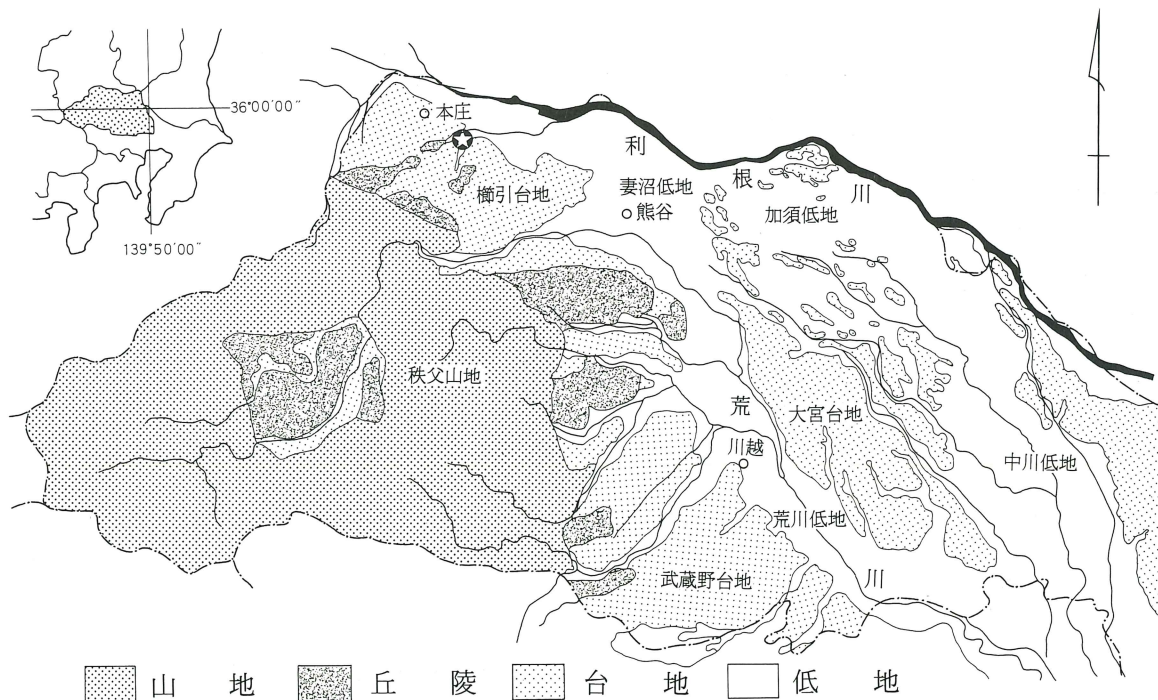 36°00′00″
139°50′00″
本庄
利根川
妻沼低地
熊谷
櫛引台地
加須低地
秩父山地
荒川
大宮台地
川越
中川低地
荒川低地
武蔵野台地
山地
丘陵
台地
低地